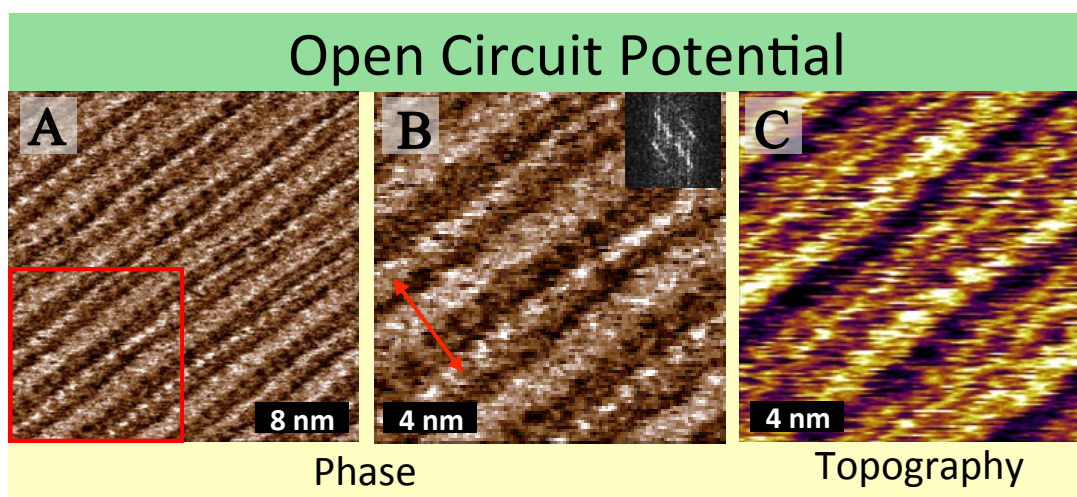 Open Circuit Potential
A
B
C
8 nm
4 nm
4 nm
Phase
Topography